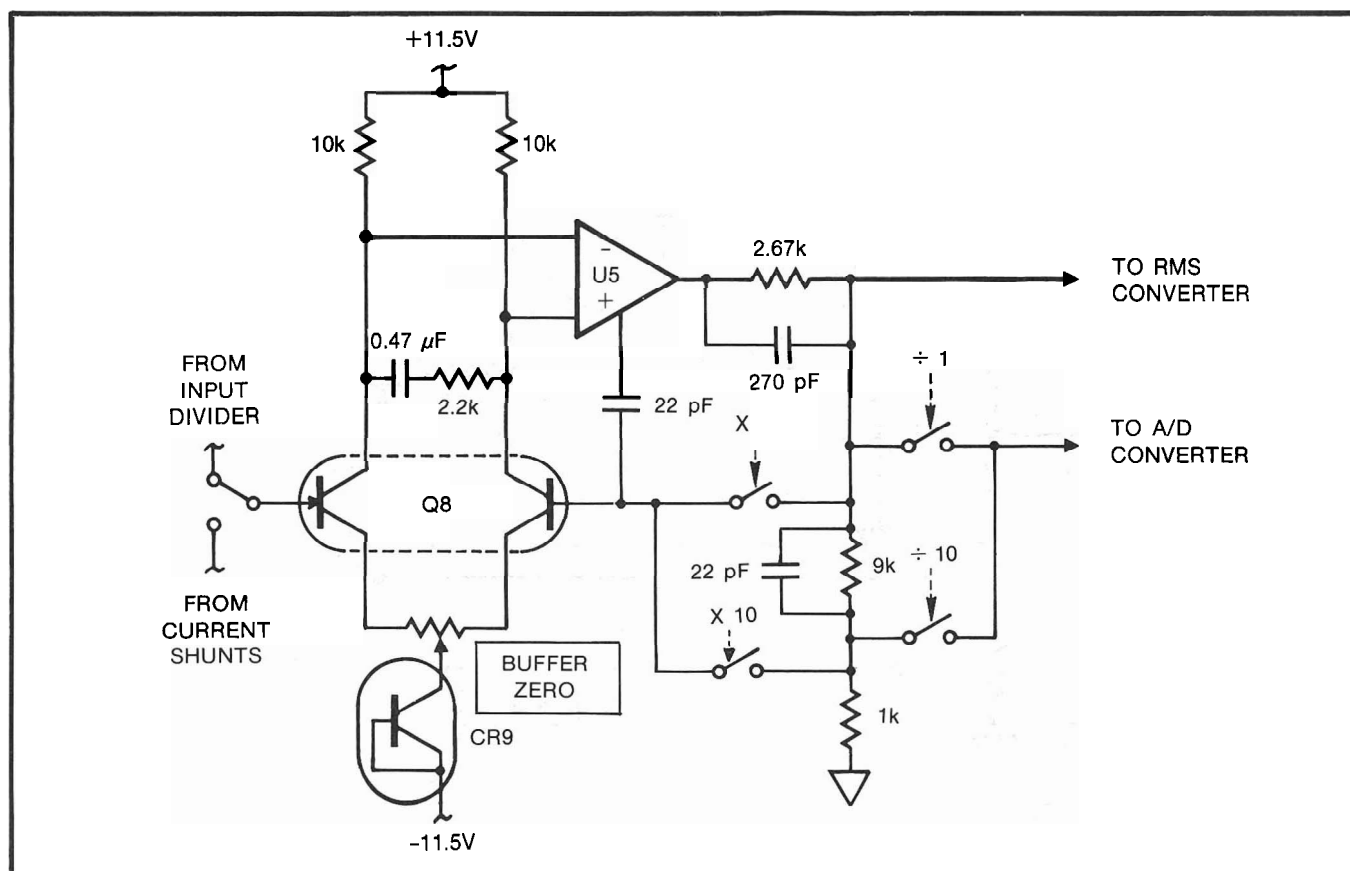 +11.5V
10k
10k
-
U5
+
2.67k
TO RMS
CONVERTER
0.47 µF
2.2k
270 pF
÷ 1
FROM
INPUT
DIVIDER
22 pF
X
TO A/D
CONVERTER
Q8
22 pF
9k
÷ 10
FROM
CURRENT
SHUNTS
X 10
BUFFER
ZERO
1k
CR9
-11.5V